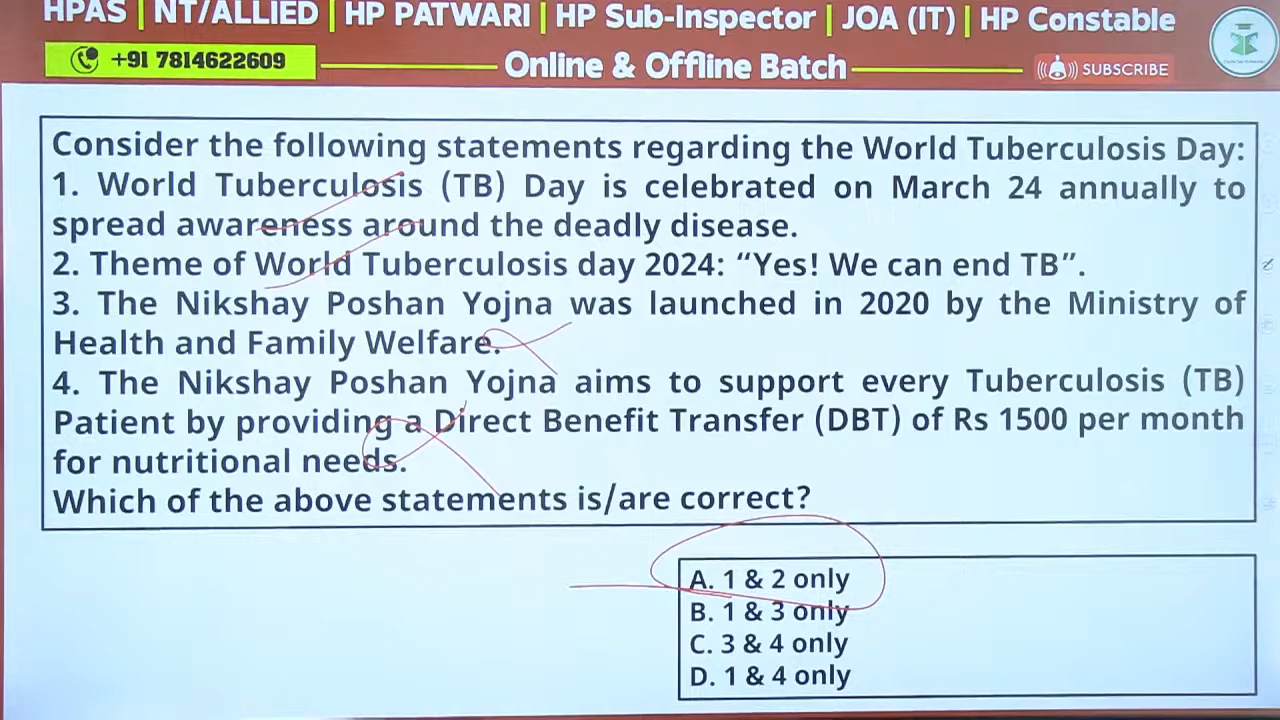 HPAS | NT/ALLIED | HP PATWARI | HP Sub-Inspector | JOA (IT) | HP Constable
+91 7814622609
Online & Offline Batch
SUBSCRIBE
Consider the following statements regarding the World Tuberculosis Day:
1. World Tuberculosis (TB) Day is celebrated on March 24 annually to
spread awareness around the deadly disease.
2. Theme of World Tuberculosis day 2024: “Yes! We can end TB”.
3. The Nikshay Poshan Yojna was launched in 2020 by the Ministry of
Health and Family Welfare.
4. The Nikshay Poshan Yojna aims to support every Tuberculosis (TB)
Patient by providing a Direct Benefit Transfer (DBT) of Rs 1500 per month
for nutritional needs.
Which of the above statements is/are correct?
A. 1 & 2 only
B. 1 & 3 only
C. 3 & 4 only
D. 1 & 4 only